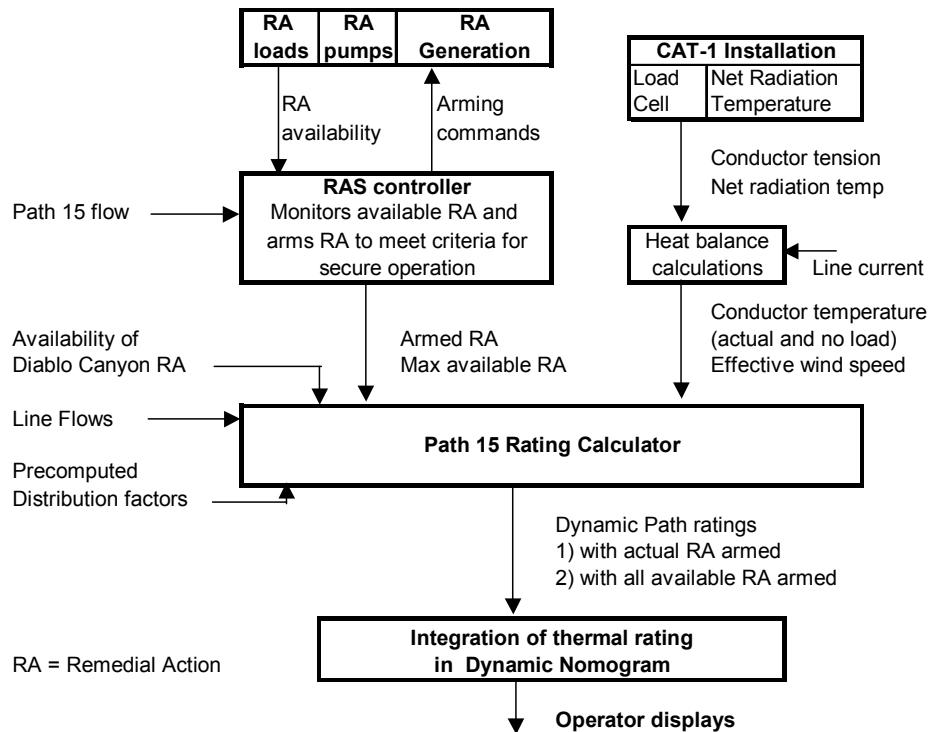 RA loads
RA pumps
RA Generation
CAT-1 Installation
Load Cell
Net Radiation Temperature
RA availability
Arming commands
Conductor tension
Net radiation temp
RAS controller
Monitors available RA and
arms RA to meet criteria for
secure operation
Path 15 flow
Heat balance
calculations
Line current
Availability of
Diablo Canyon RA
Armed RA
Max available RA
Conductor temperature
(actual and no load)
Effective wind speed
Line Flows
Path 15 Rating Calculator
Precomputed
Distribution factors
Dynamic Path ratings
1) with actual RA armed
2) with all available RA armed
Integration of thermal rating
in Dynamic Nomogram
RA = Remedial Action
Operator displays